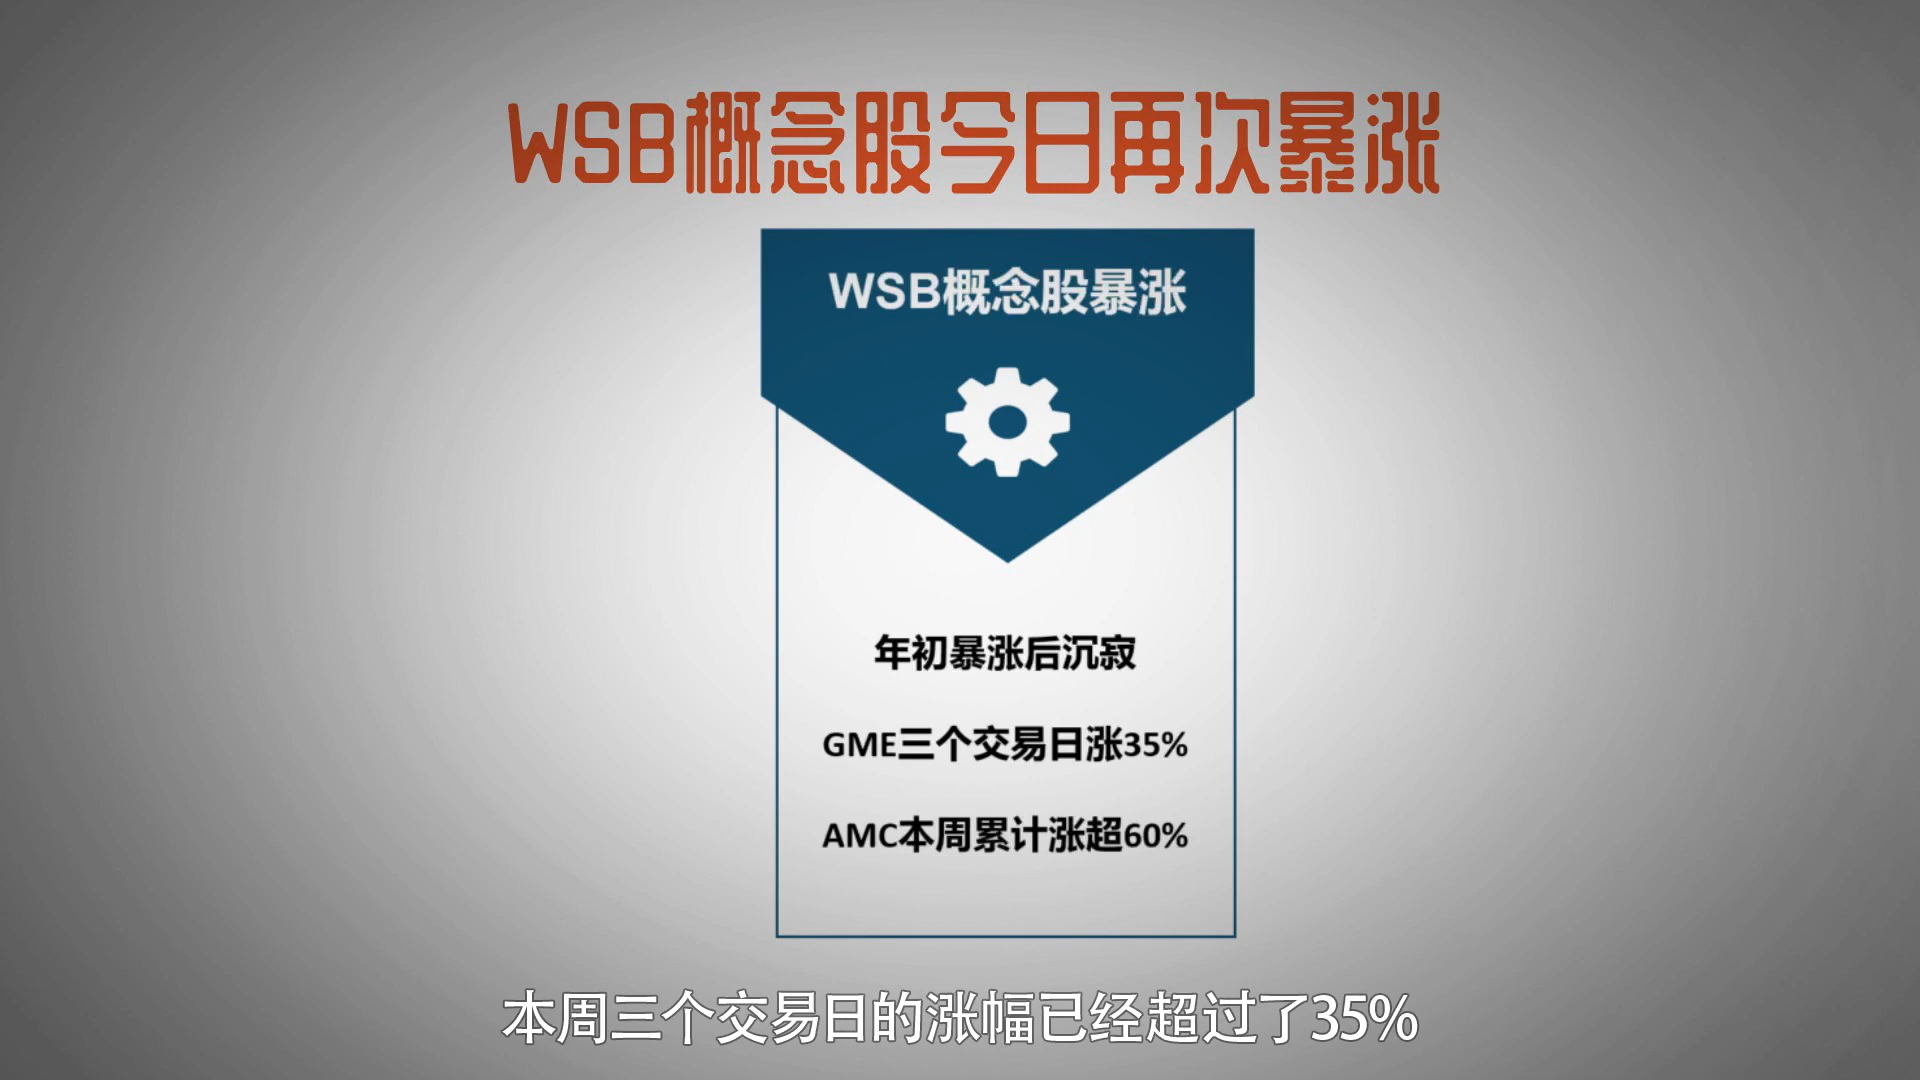 WSB概念股今日再次暴涨
WSB概念股暴涨
年初暴涨后沉寂
GME三个交易日涨35%
AMC本周累计涨超60%
本周三个交易日的涨幅已经超过了35%